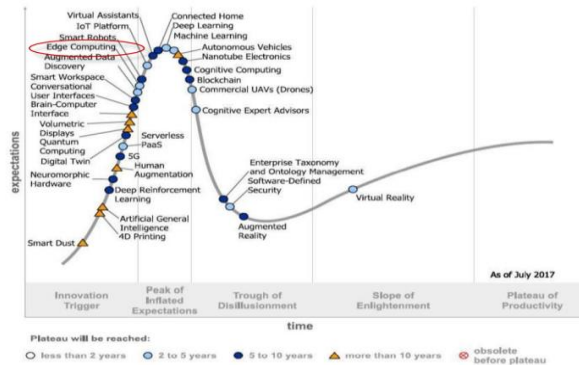 Virtual Assistants
IoT Platform
Smart Robots
Edge Computing
Augmented Data
Discovery
Smart Workspace
Conversational
User Interfaces
Brain-Computer
Interface
Volumetric
Displays
Quantum
Computing
Digital Twin
Serverless
PaaS
5G
Human
Augmentation
Neuromorphic
Hardware
Deep Reinforcement
Learning
Artificial General
Intelligence
4D Printing
Smart Dust
Connected Home
Deep Learning
Machine Learning
Autonomous Vehicles
Nanotube Electronics
Cognitive Computing
Blockchain
Commercial UAVs (Drones)
Cognitive Expert Advisors
Enterprise Taxonomy
and Ontology Management
Software-Defined
Security
Augmented
Reality
Virtual Reality
expectations
As of July 2017
Innovation
Trigger
Peak of
Inflated
Expectations
Trough of
Disillusionment
Slope of
Enlightenment
Plateau of
Productivity
time
Plateau will be reached:
less than 2 years
2 to 5 years
5 to 10 years
more than 10 years
obsolete
before plateau